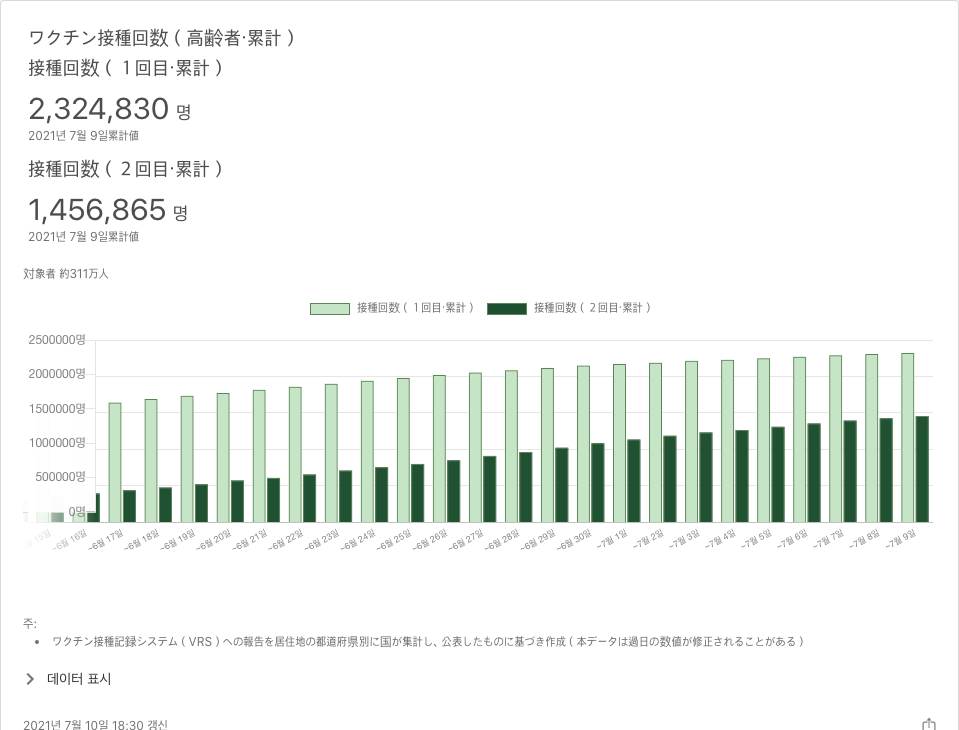 ワクチン接種回数（高齢者·累計）
接種回数（１回目·累計）
2,324,830 명
2021년 7월 9일累計値
接種回数（２回目·累計）
1,456,865 명
2021년 7월 9일累計値
対象者 約311万人
接種回数（１回目·累計） 接種回数（２回目·累計）
2500000명
2000000명
1500000명
1000000명
500000명
0명
~6월 16일 ~6월 17일 ~6월 18일 ~6월 19일 ~6월 20일 ~6월 21일 ~6월 22일 ~6월 23일 ~6월 24일 ~6월 25일 ~6월 26일 ~6월 27일 ~6월 28일 ~6월 29일 ~6월 30일 ~7월 1일 ~7월 2일 ~7월 3일 ~7월 4일 ~7월 5일 ~7월 6일 ~7월 7일 ~7월 8일 ~7월 9일
주:
• ワクチン接種記録システム（VRS）への報告を居住地の都道府県別に国が集計し、公表したものに基づき作成（本データは過日の数値が修正されることがある）
데이터 표시
2021년 7월 10일 18:30 갱신